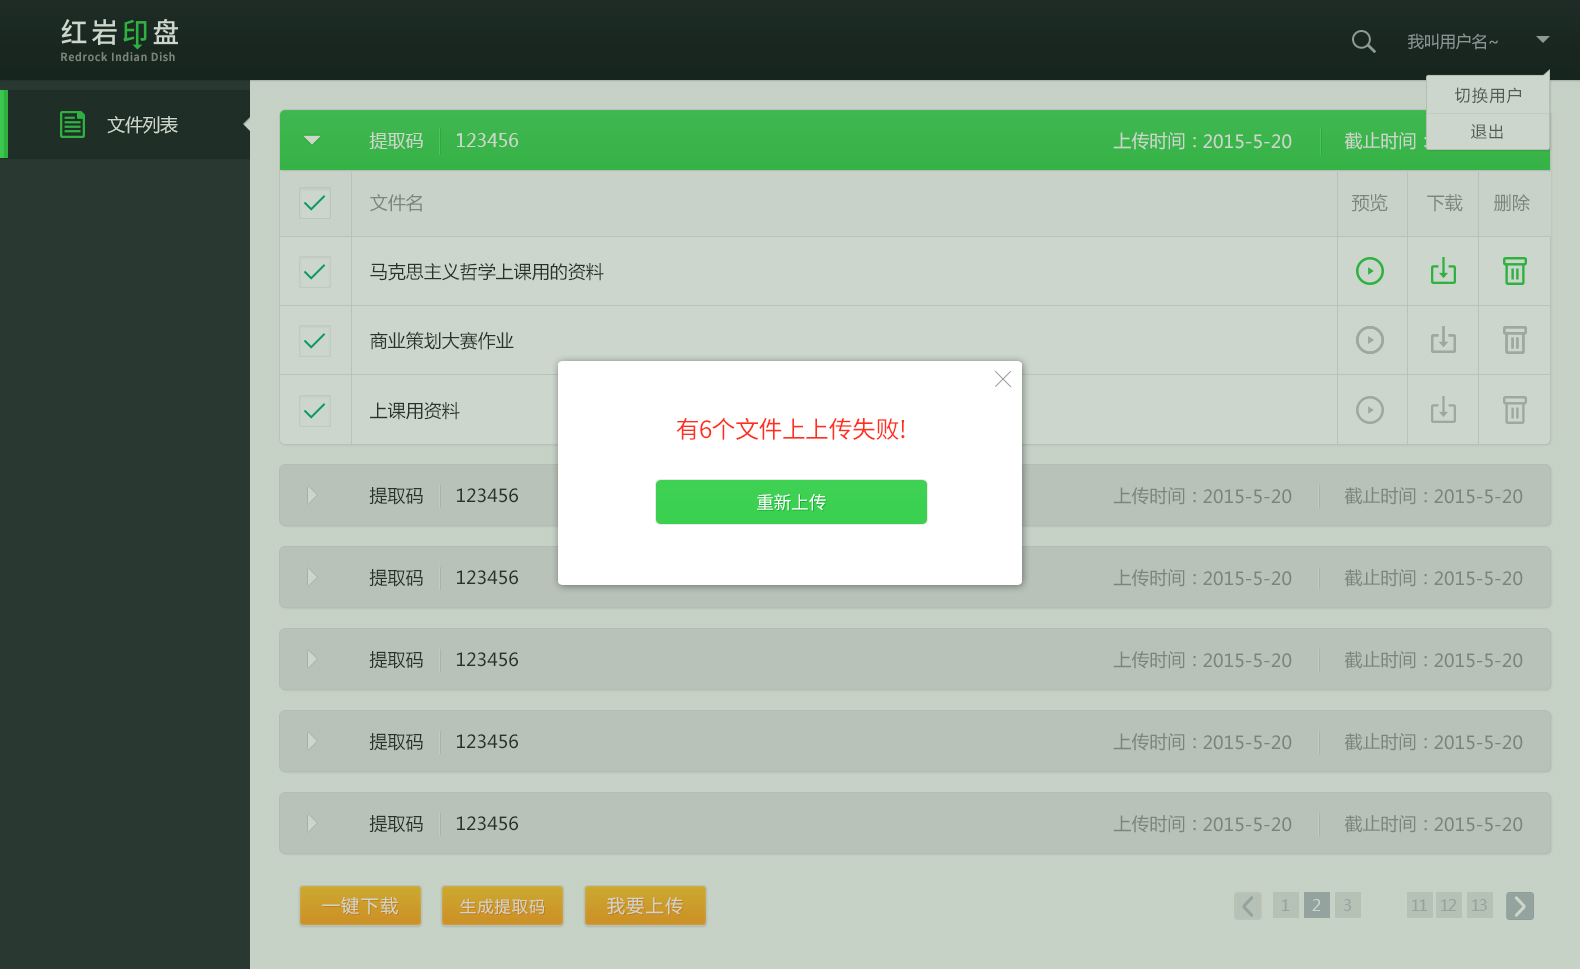 红岩印盘
Redrock Indian Dish
我叫用户名~
切换用户
退出
文件列表
提取码 123456 上传时间：2015-5-20 截止时间：
文件名 预览 下载 删除
马克思主义哲学上课用的资料
商业策划大赛作业
上课用资料
有6个文件上上传失败!
重新上传
提取码 123456 上传时间：2015-5-20 截止时间：2015-5-20
提取码 123456 上传时间：2015-5-20 截止时间：2015-5-20
提取码 123456 上传时间：2015-5-20 截止时间：2015-5-20
提取码 123456 上传时间：2015-5-20 截止时间：2015-5-20
提取码 123456 上传时间：2015-5-20 截止时间：2015-5-20
一键下载 生成提取码 我要上传 1 2 3 11 12 13